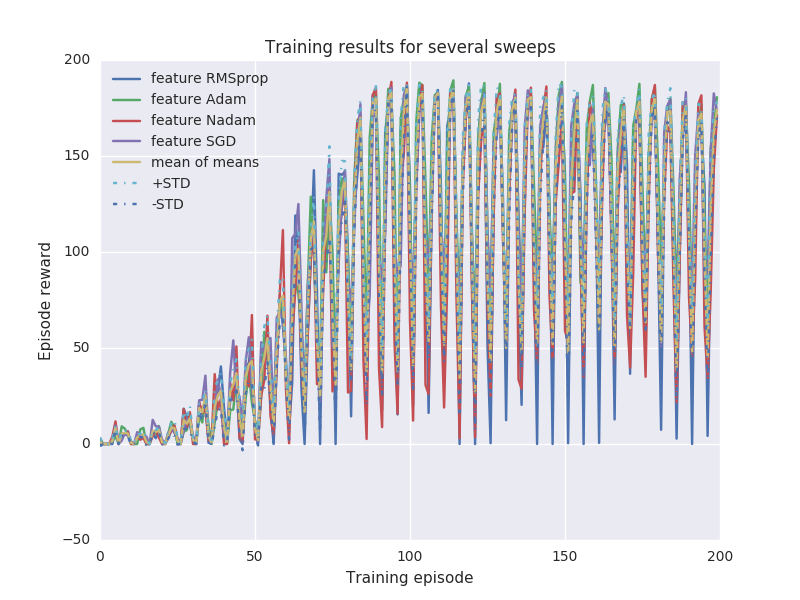 Training results for several sweeps
200
150
100
50
0
−50
Episode reward
feature RMSprop
feature Adam
feature Nadam
feature SGD
mean of means
+STD
-STD
0 50 100 150 200
Training episode